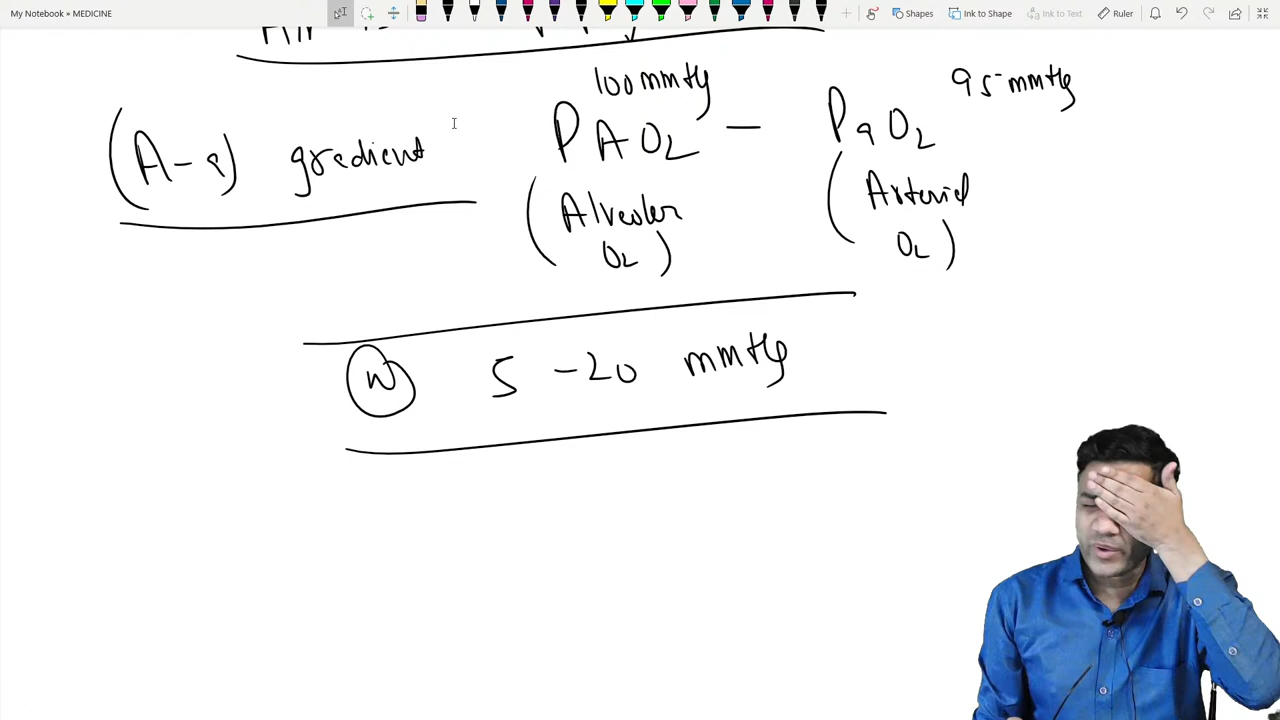 My Notebook = MEDICINE
Shapes Ink to Shape Ink to Text Ruler
100 mmHg 95 mmHg
(A-a) gradient PAO2 — PaO2
(Alveolar (Arterial
O2) O2)
N 5 - 20 mmHg